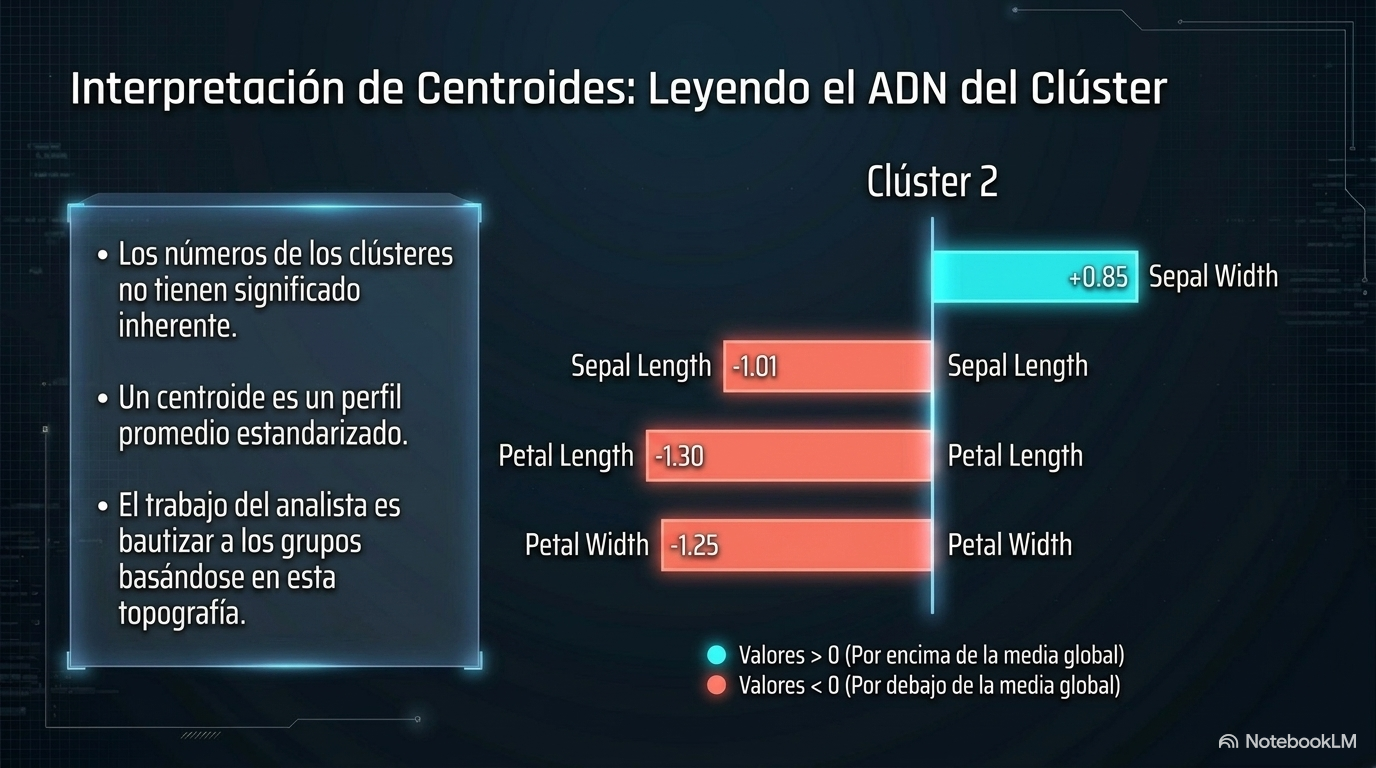 Interpretación de Centroides: Leyendo el ADN del Clúster
• Los números de los clústeres
no tienen significado
inherente.
• Un centroide es un perfil
promedio estandarizado.
• El trabajo del analista es
bautizar a los grupos
basándose en esta
topografía.
Clúster 2
+0.85 Sepal Width
Sepal Length -1.01 Sepal Length
Petal Length -1.30 Petal Length
Petal Width -1.25 Petal Width
Valores > 0 (Por encima de la media global)
Valores < 0 (Por debajo de la media global)
NotebookLM